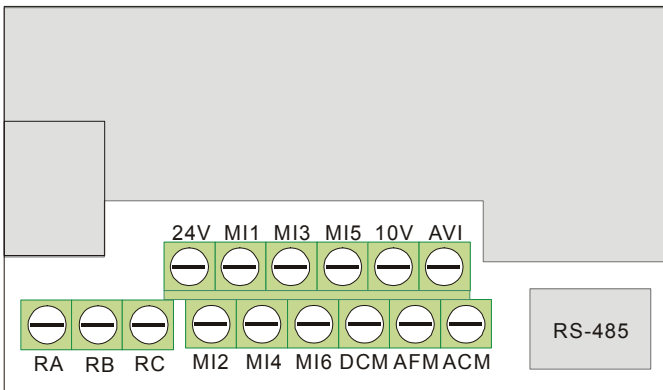 24V MI1 MI3 MI5 10V AVI
RS-485
RA RB RC MI2 MI4 MI6 DCM AFM ACM